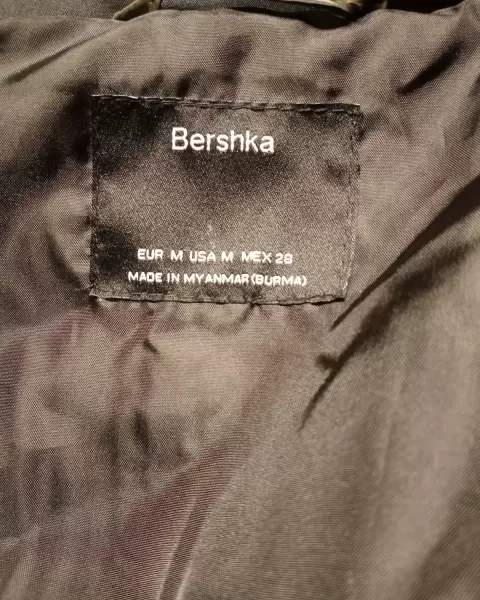 Bershka
EUR M USA M MEX 28
MADE IN MYANMAR(BURMA)